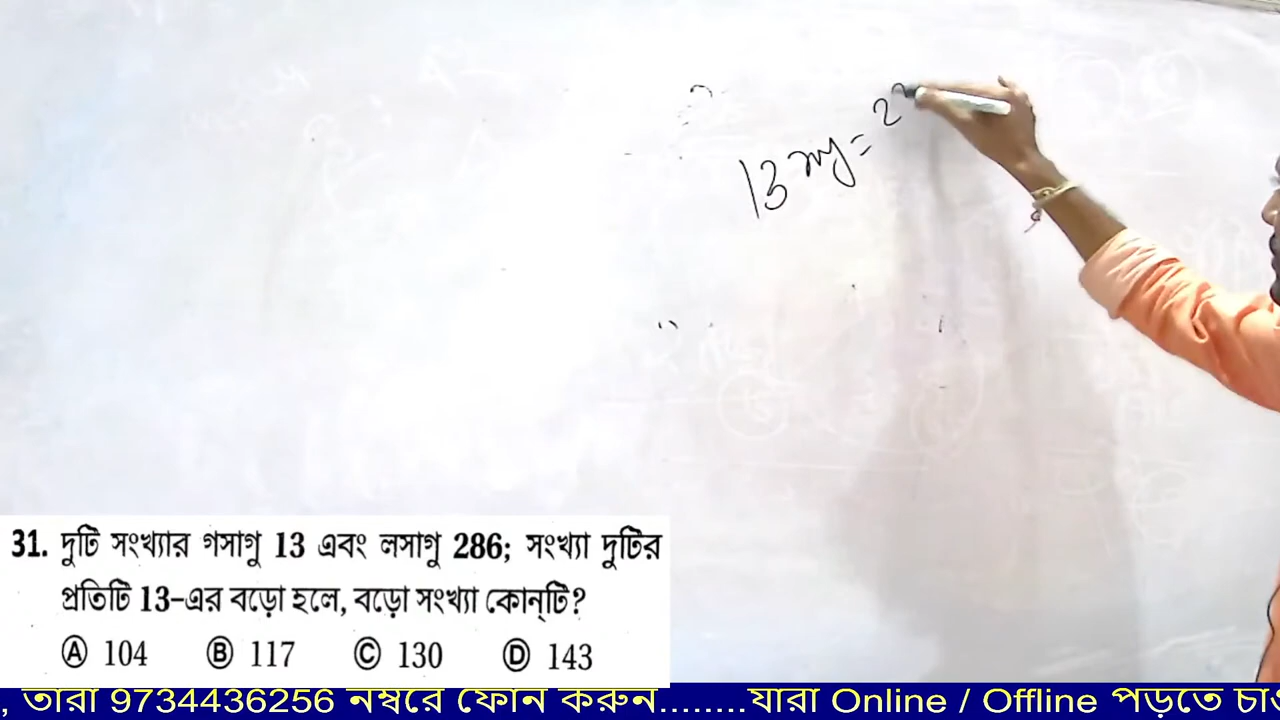 13xy = 2
31. দুটি সংখ্যার গসাগু 13 এবং লসাগু 286; সংখ্যা দুটির
প্রতিটি 13-এর বড়ো হলে, বড়ো সংখ্যা কোন্‌টি?
Ⓐ 104 Ⓑ 117 Ⓒ 130 Ⓓ 143
, তারা 9734436256 নম্বরে ফোন করুন........যারা Online / Offline পড়তে